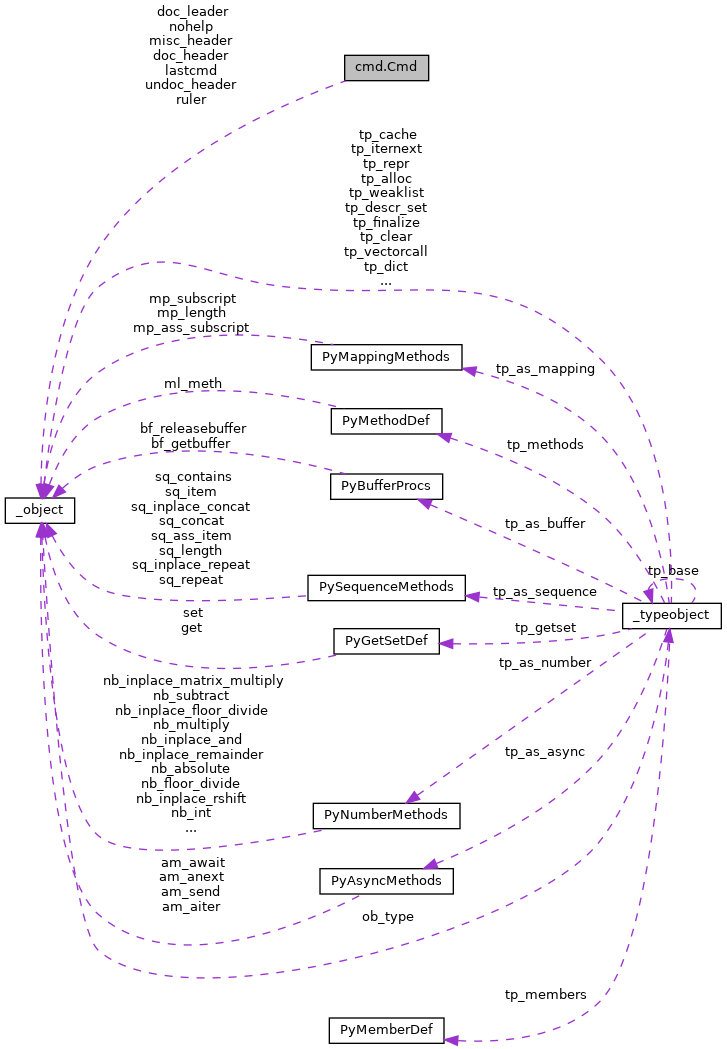 doc_leader
nohelp
misc_header
doc_header
lastcmd
undoc_header
ruler
cmd.Cmd
tp_cache
tp_iternext
tp_repr
tp_alloc
tp_weaklist
tp_descr_set
tp_finalize
tp_clear
tp_vectorcall
tp_dict
...
mp_subscript
mp_length
mp_ass_subscript
PyMappingMethods
tp_as_mapping
ml_meth
PyMethodDef
tp_methods
bf_releasebuffer
bf_getbuffer
PyBufferProcs
_object
tp_as_buffer
sq_contains
sq_item
sq_inplace_concat
sq_concat
sq_ass_item
sq_length
sq_inplace_repeat
sq_repeat
PySequenceMethods
tp_as_sequence
tp_base
_typeobject
set
get
PyGetSetDef
tp_getset
tp_as_number
nb_inplace_matrix_multiply
nb_subtract
nb_inplace_floor_divide
nb_multiply
nb_inplace_and
nb_inplace_remainder
nb_absolute
nb_floor_divide
nb_inplace_rshift
nb_int
...
PyNumberMethods
tp_as_async
am_await
am_anext
am_send
am_aiter
PyAsyncMethods
ob_type
tp_members
PyMemberDef